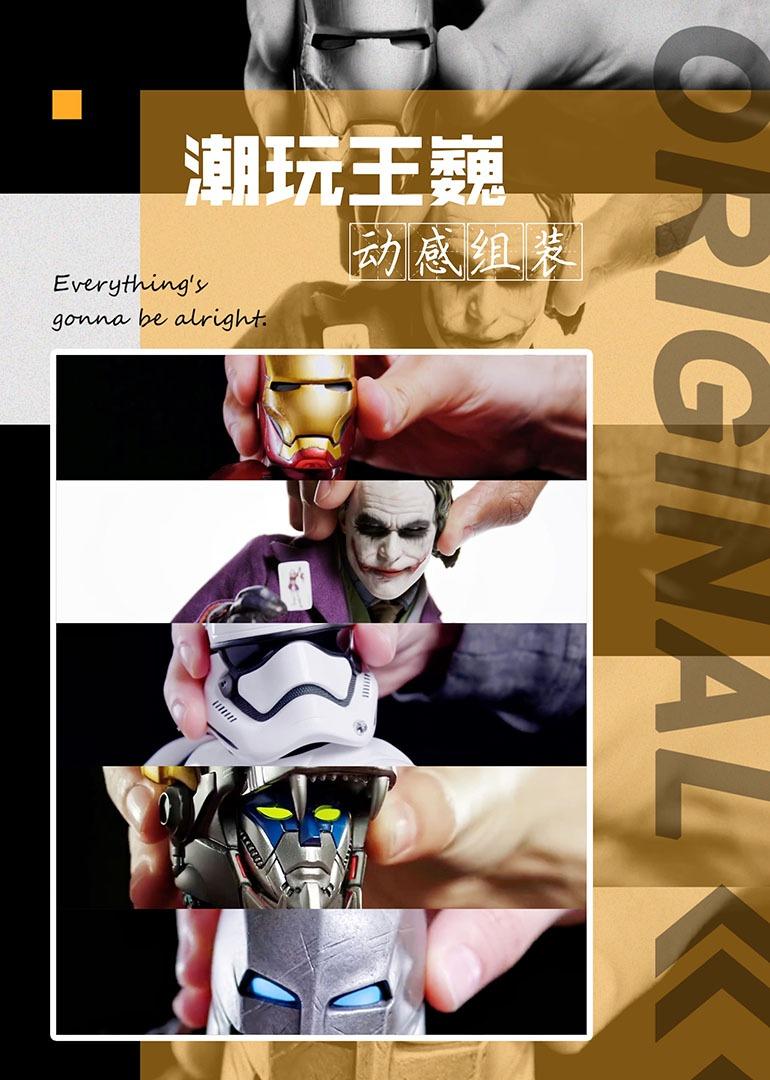 潮玩王巍
动感组装
Everything's
gonna be alright.
ORIGINAL